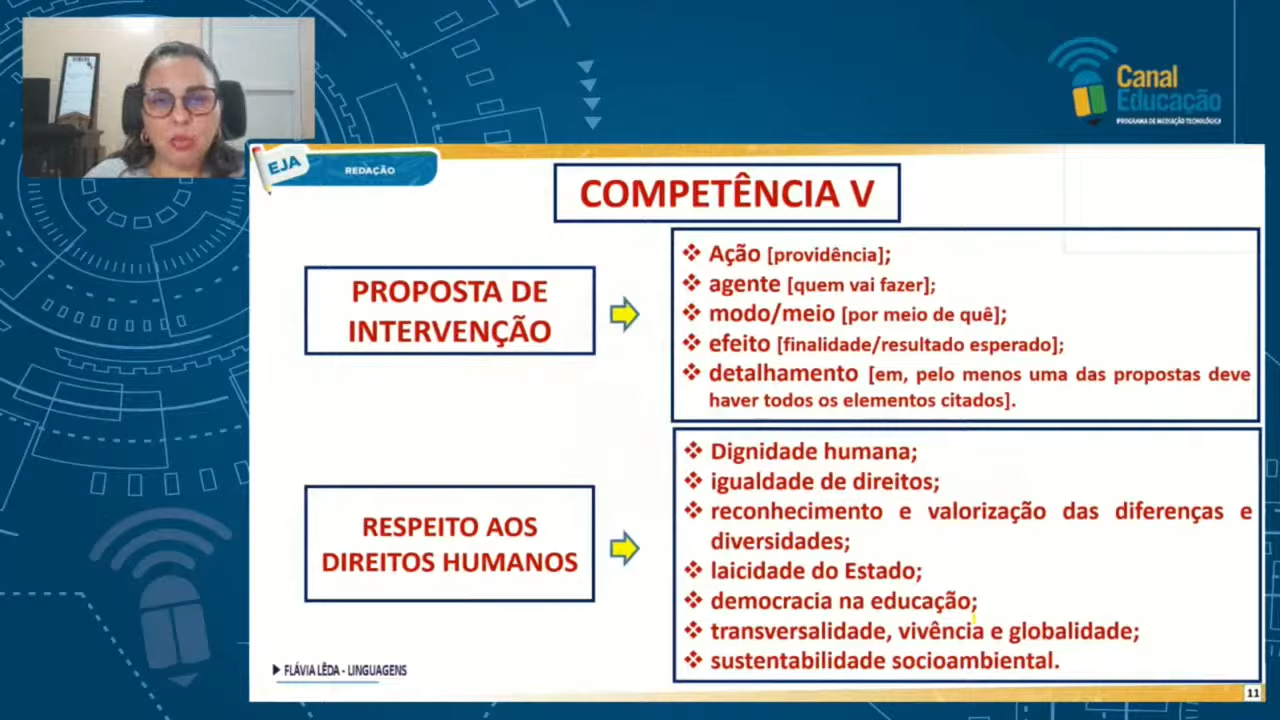 Canal
Educação
PROGRAMA DE MEDIAÇÃO TECNOLÓGICA
EJA
REDAÇÃO
COMPETÊNCIA V
PROPOSTA DE
INTERVENÇÃO
❖ Ação [providência];
❖ agente [quem vai fazer];
❖ modo/meio [por meio de quê];
❖ efeito [finalidade/resultado esperado];
❖ detalhamento [em, pelo menos uma das propostas deve
haver todos os elementos citados].
RESPEITO AOS
DIREITOS HUMANOS
❖ Dignidade humana;
❖ igualdade de direitos;
❖ reconhecimento e valorização das diferenças e
diversidades;
❖ laicidade do Estado;
❖ democracia na educação;
❖ transversalidade, vivência e globalidade;
❖ sustentabilidade socioambiental.
FLÁVIA LÊDA - LINGUAGENS
11